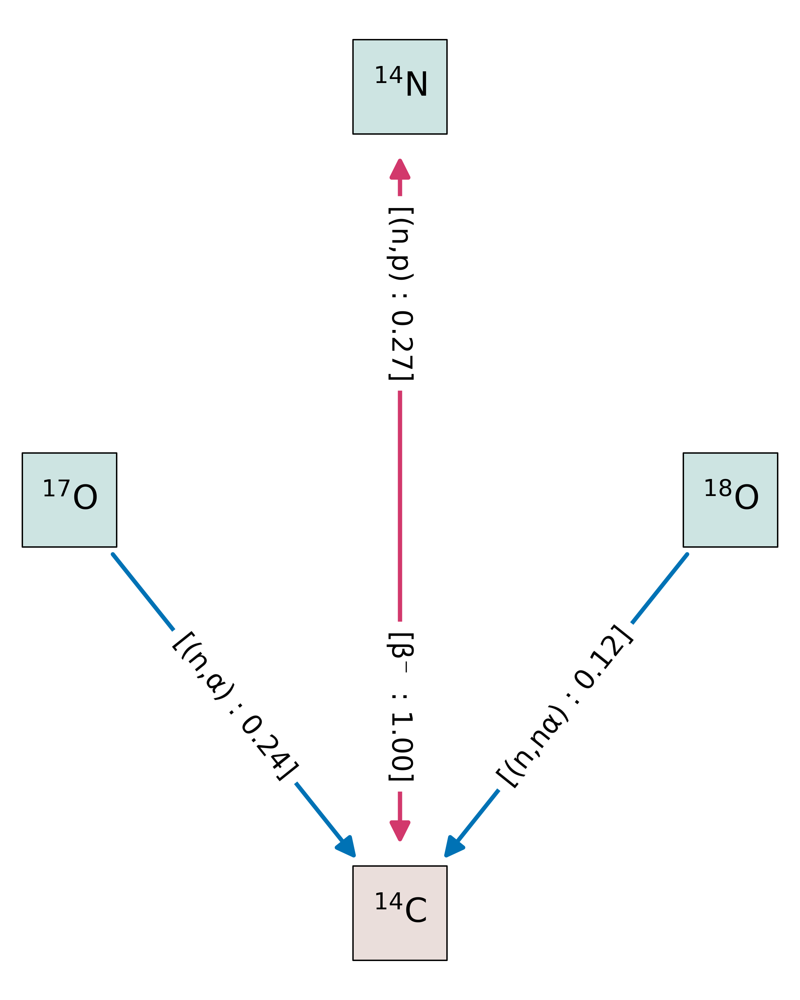 ¹⁴N
[(n,p) : 0.27]
¹⁷O
¹⁸O
[(n,α) : 0.24]
[β⁻ : 1.00]
[(n,nα) : 0.12]
¹⁴C